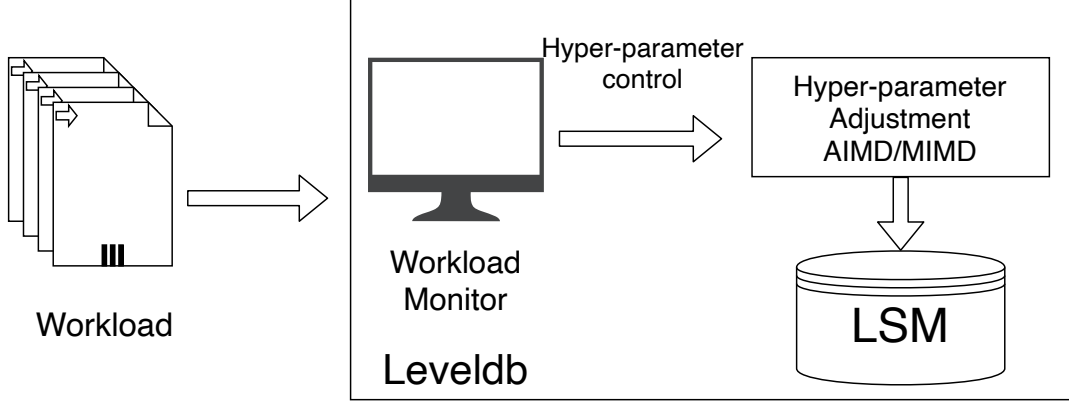 Workload
Workload
Monitor
Leveldb
Hyper-parameter
control
Hyper-parameter
Adjustment
AIMD/MIMD
LSM